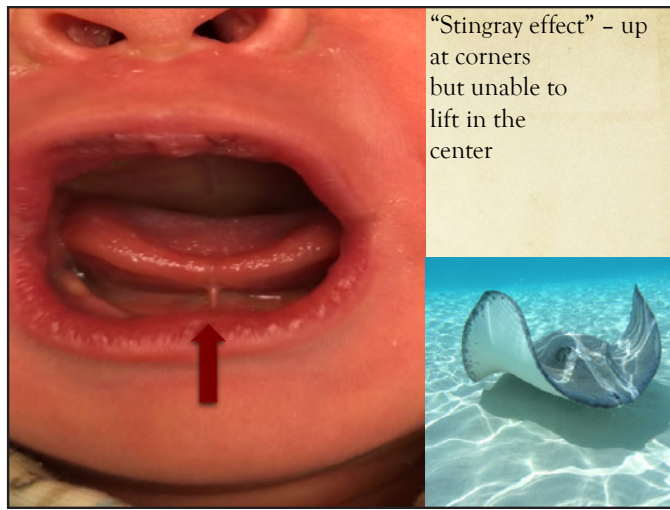 “Stingray effect” – up
at corners
but unable to
lift in the
center